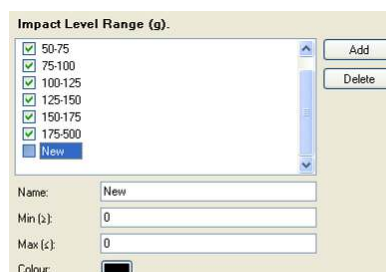 Impact Level Range (g).
50-75
75-100
100-125
125-150
150-175
175-500
New
Add
Delete
Name: New
Min (≥): 0
Max (≤): 0
Colour: